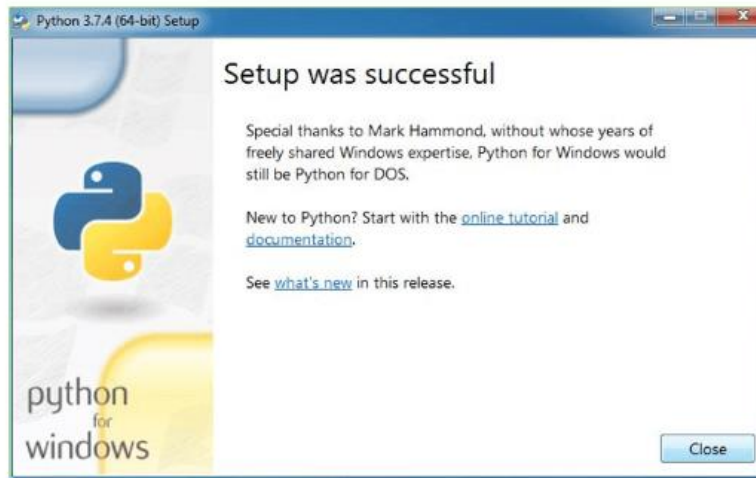 Python 3.7.4 (64-bit) Setup
Setup was successful
Special thanks to Mark Hammond, without whose years of
freely shared Windows expertise, Python for Windows would
still be Python for DOS.
New to Python? Start with the online tutorial and
documentation.
See what's new in this release.
python
for
windows
Close